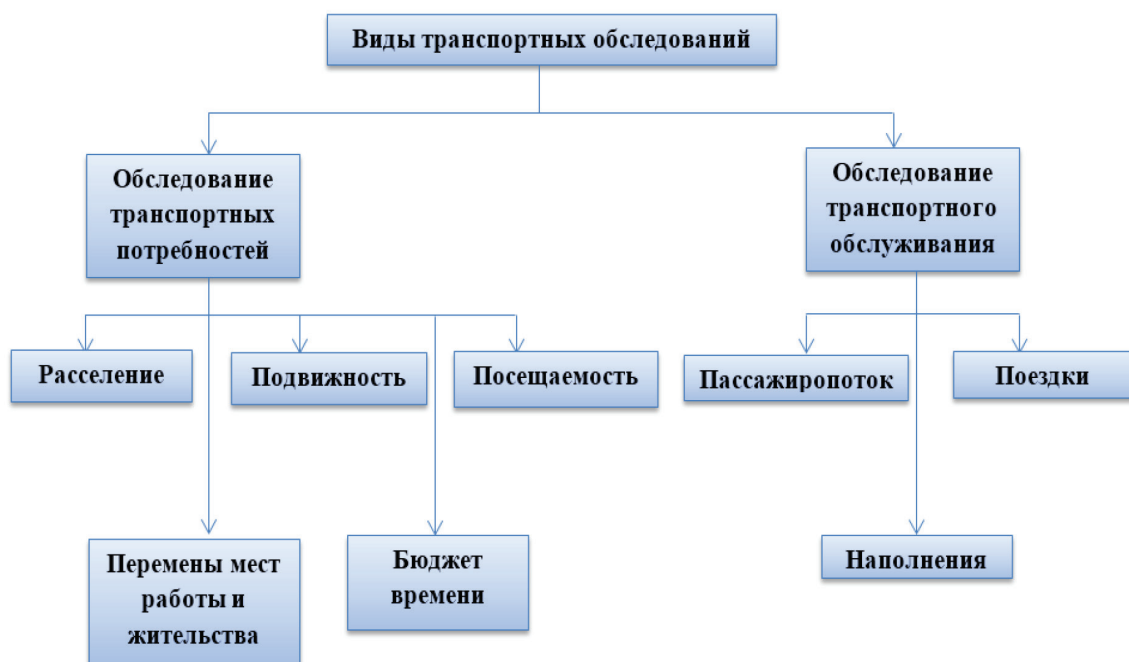 Виды транспортных обследований
Обследование
транспортных
потребностей
Обследование
транспортного
обслуживания
Расселение
Подвижность
Посещаемость
Пассажиропоток
Поездки
Перемены мест
работы и
жительства
Бюджет
времени
Наполнения